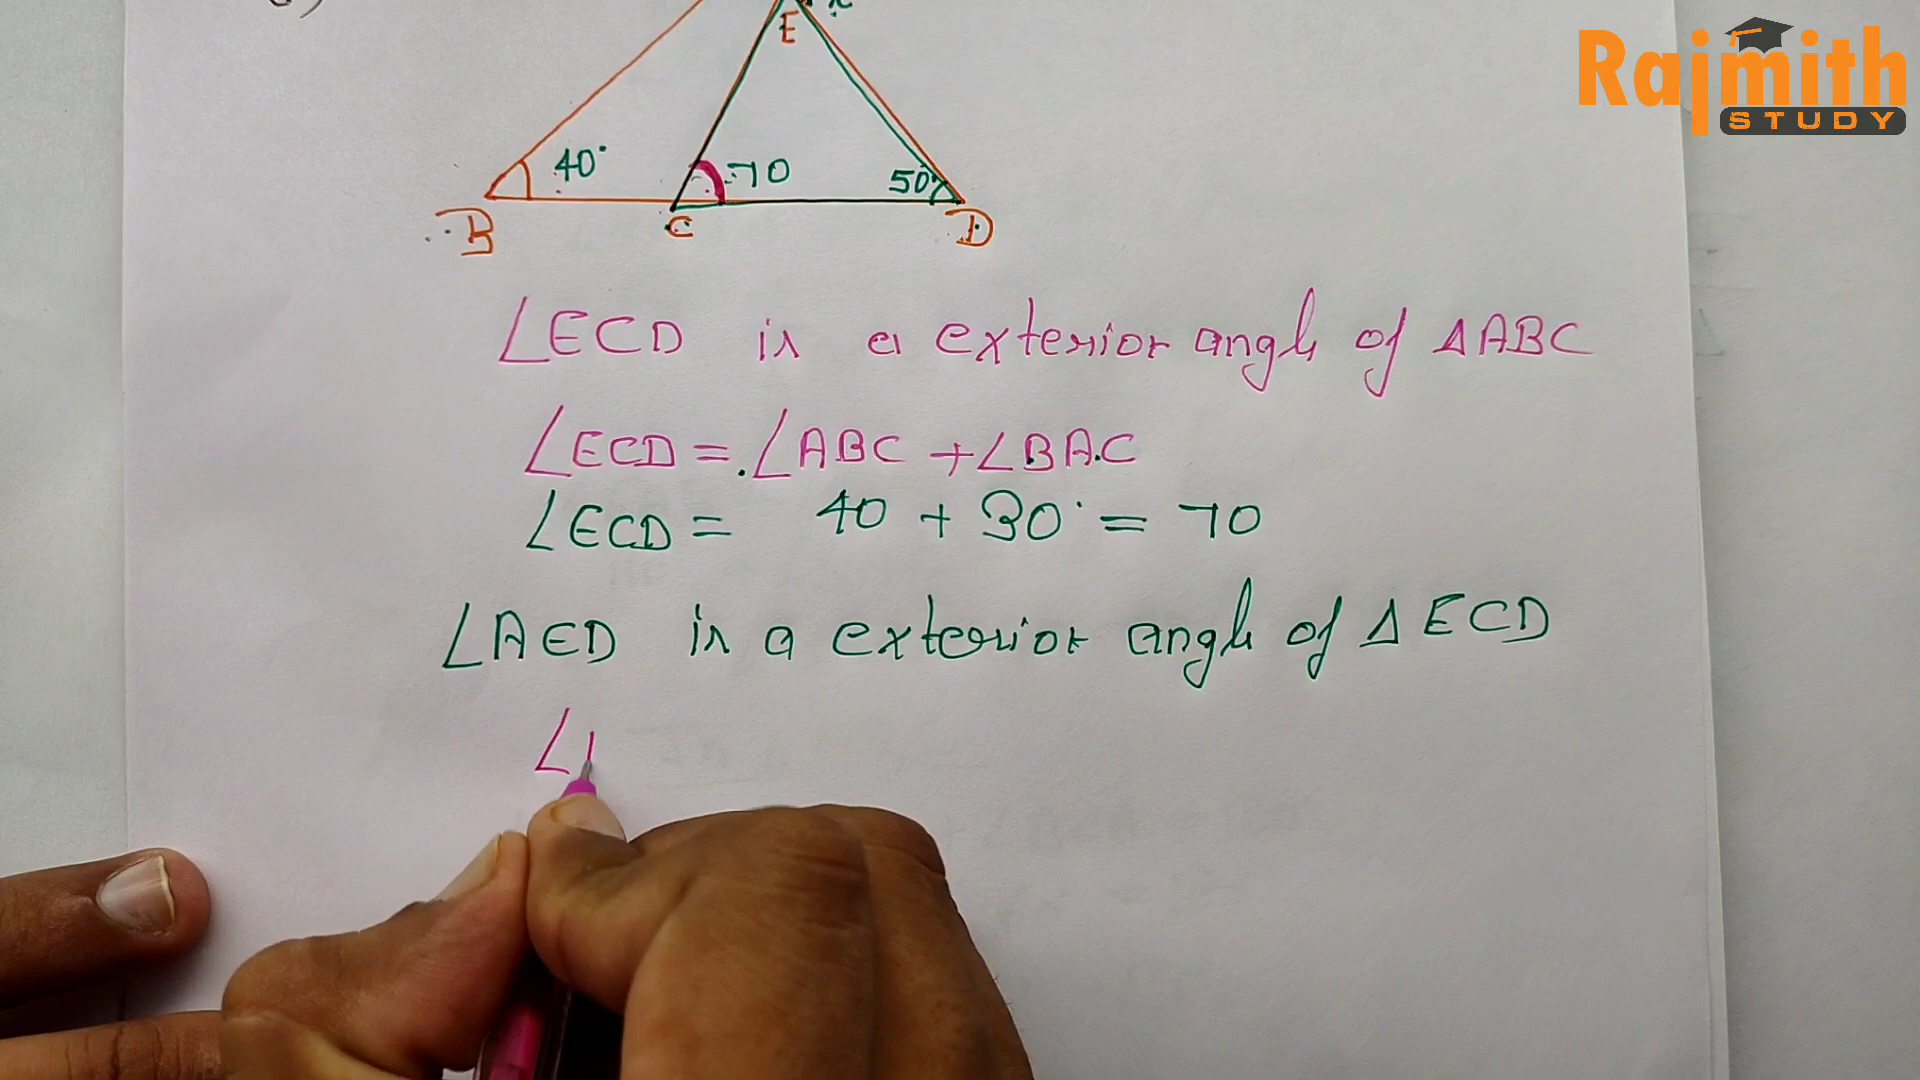 Rajmith
STUDY
E
40°
70
50°
B
C
D
∠ECD is a exterior angle of ΔABC
∠ECD = ∠ABC + ∠BAC
∠ECD = 40 + 30° = 70
∠AED is a exterior angle of Δ ECD
∠